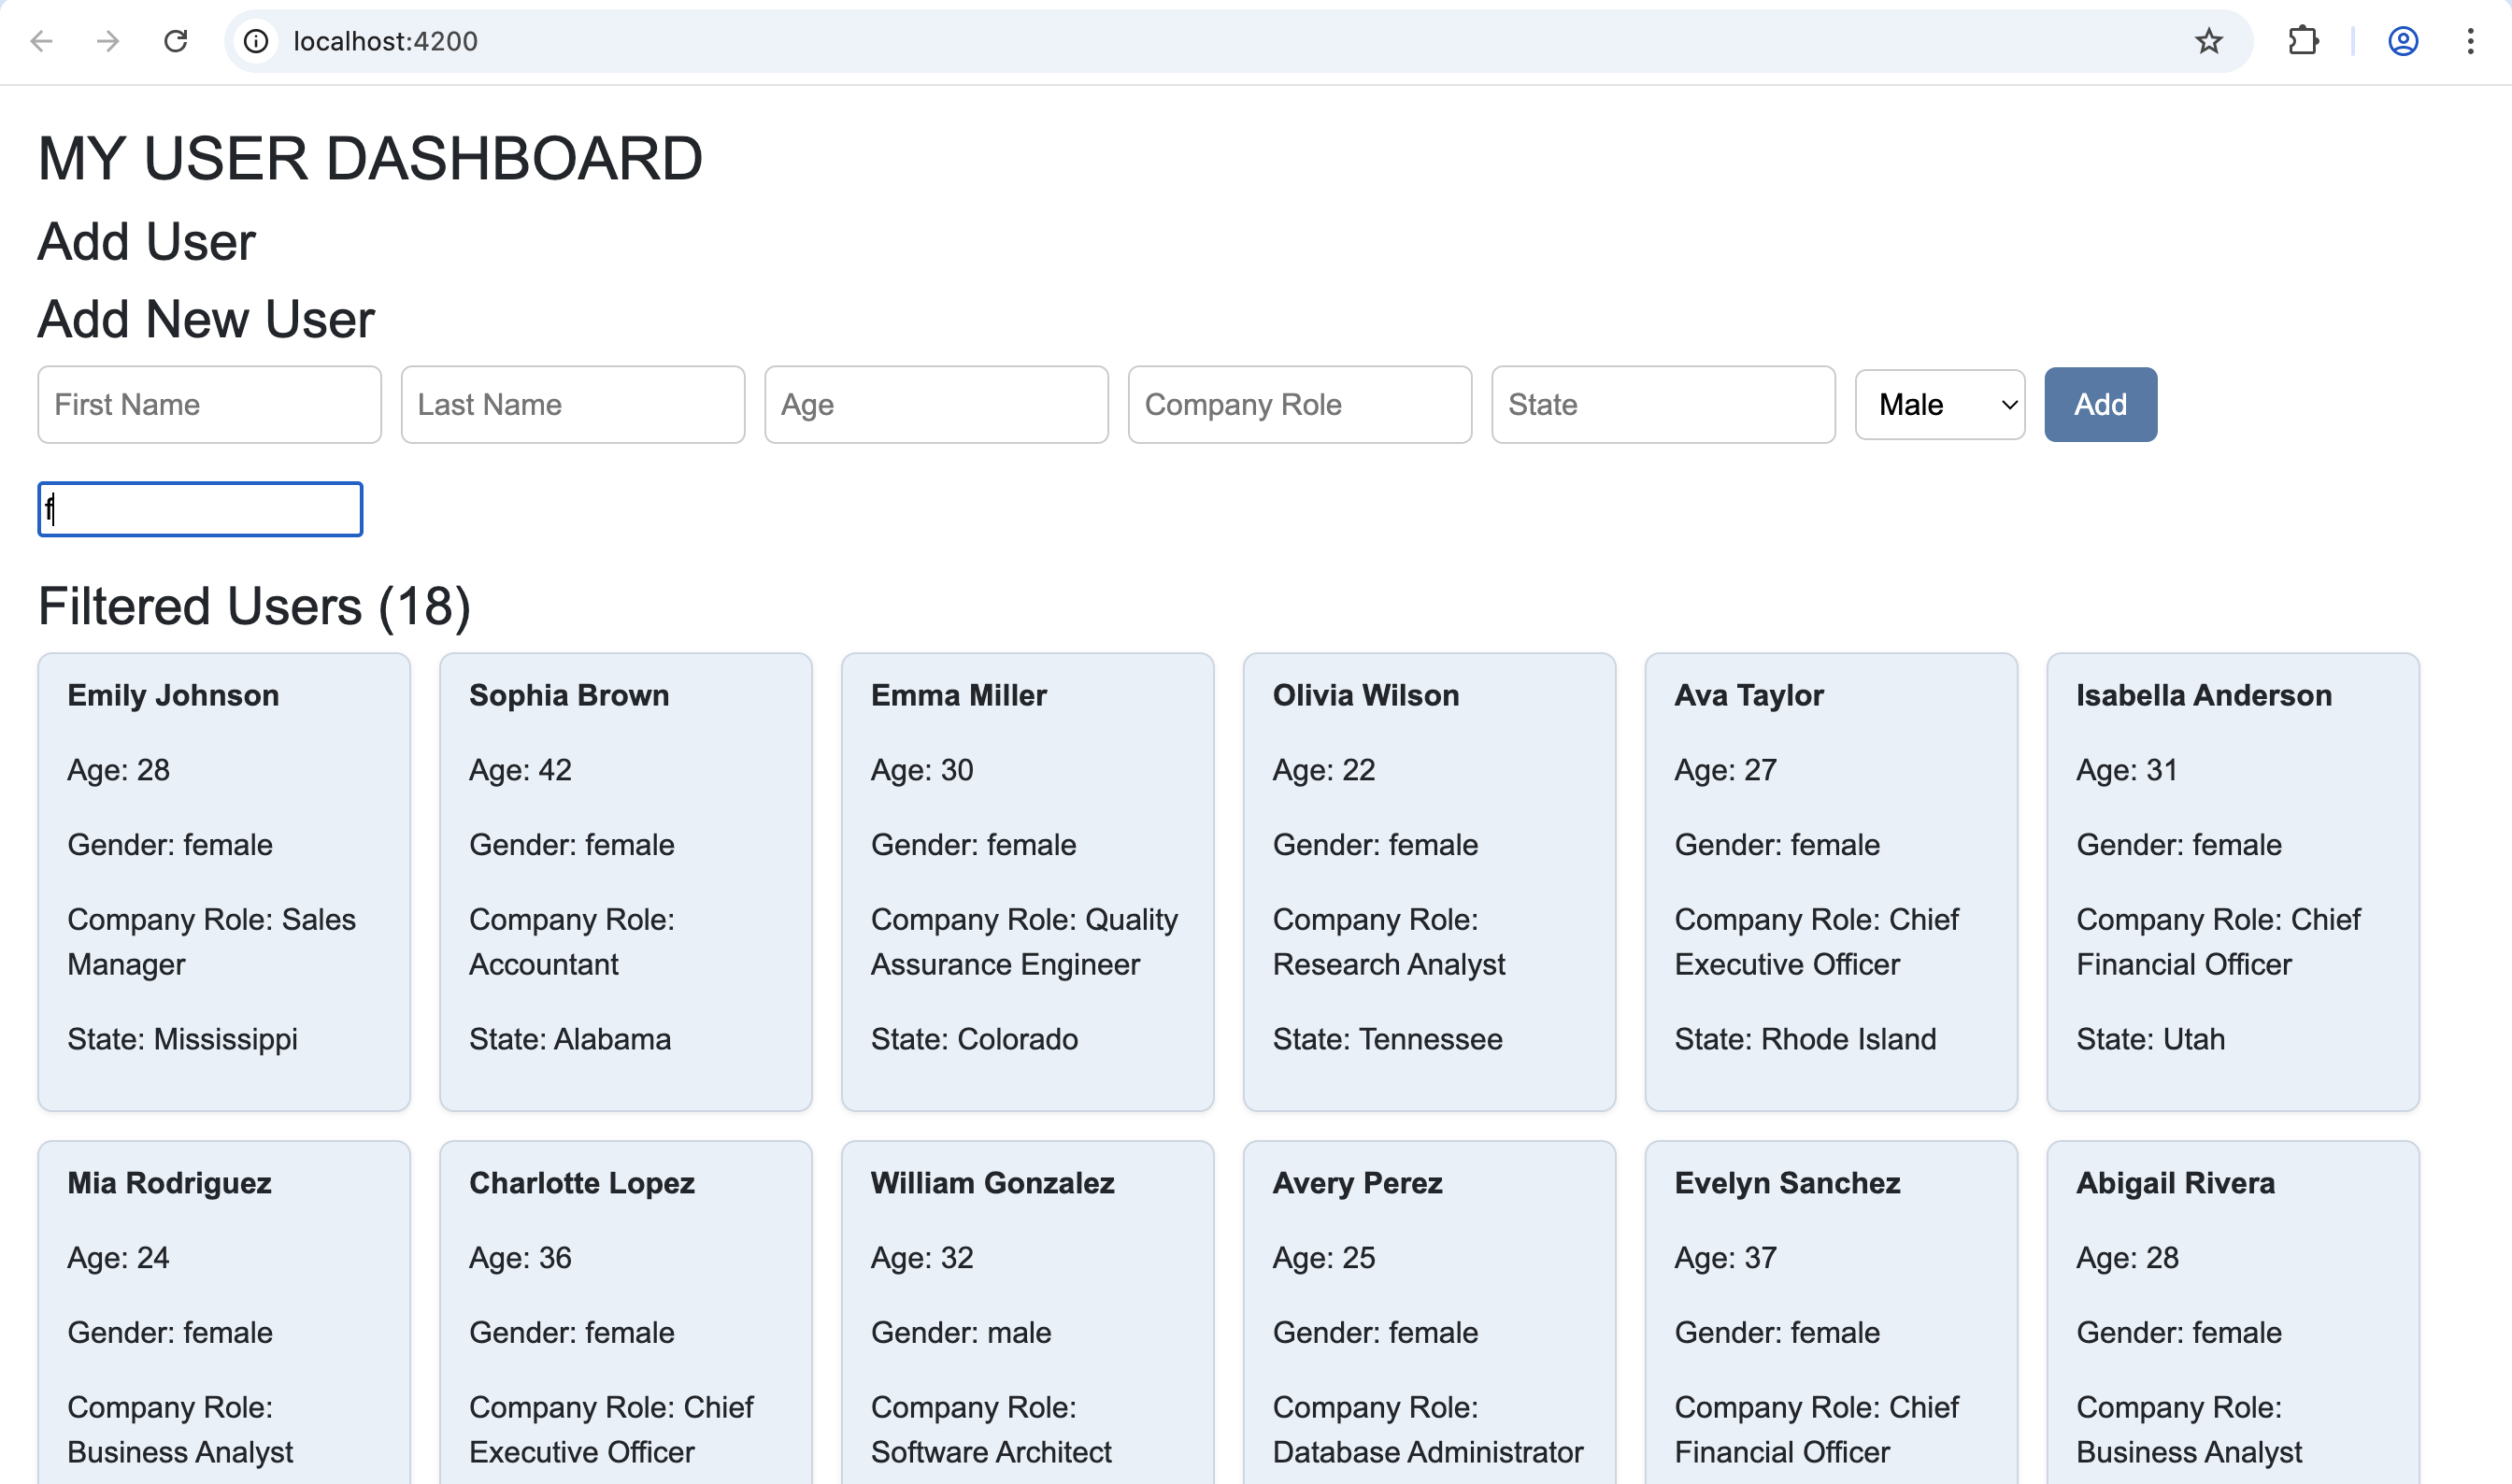 localhost:4200
MY USER DASHBOARD
Add User
Add New User
First Name Last Name Age Company Role State Male Add
f
Filtered Users (18)
Emily Johnson
Age: 28
Gender: female
Company Role: Sales
Manager
State: Mississippi
Sophia Brown
Age: 42
Gender: female
Company Role:
Accountant
State: Alabama
Emma Miller
Age: 30
Gender: female
Company Role: Quality
Assurance Engineer
State: Colorado
Olivia Wilson
Age: 22
Gender: female
Company Role:
Research Analyst
State: Tennessee
Ava Taylor
Age: 27
Gender: female
Company Role: Chief
Executive Officer
State: Rhode Island
Isabella Anderson
Age: 31
Gender: female
Company Role: Chief
Financial Officer
State: Utah
Mia Rodriguez
Age: 24
Gender: female
Company Role:
Business Analyst
Charlotte Lopez
Age: 36
Gender: female
Company Role: Chief
Executive Officer
William Gonzalez
Age: 32
Gender: male
Company Role:
Software Architect
Avery Perez
Age: 25
Gender: female
Company Role:
Database Administrator
Evelyn Sanchez
Age: 37
Gender: female
Company Role: Chief
Financial Officer
Abigail Rivera
Age: 28
Gender: female
Company Role:
Business Analyst